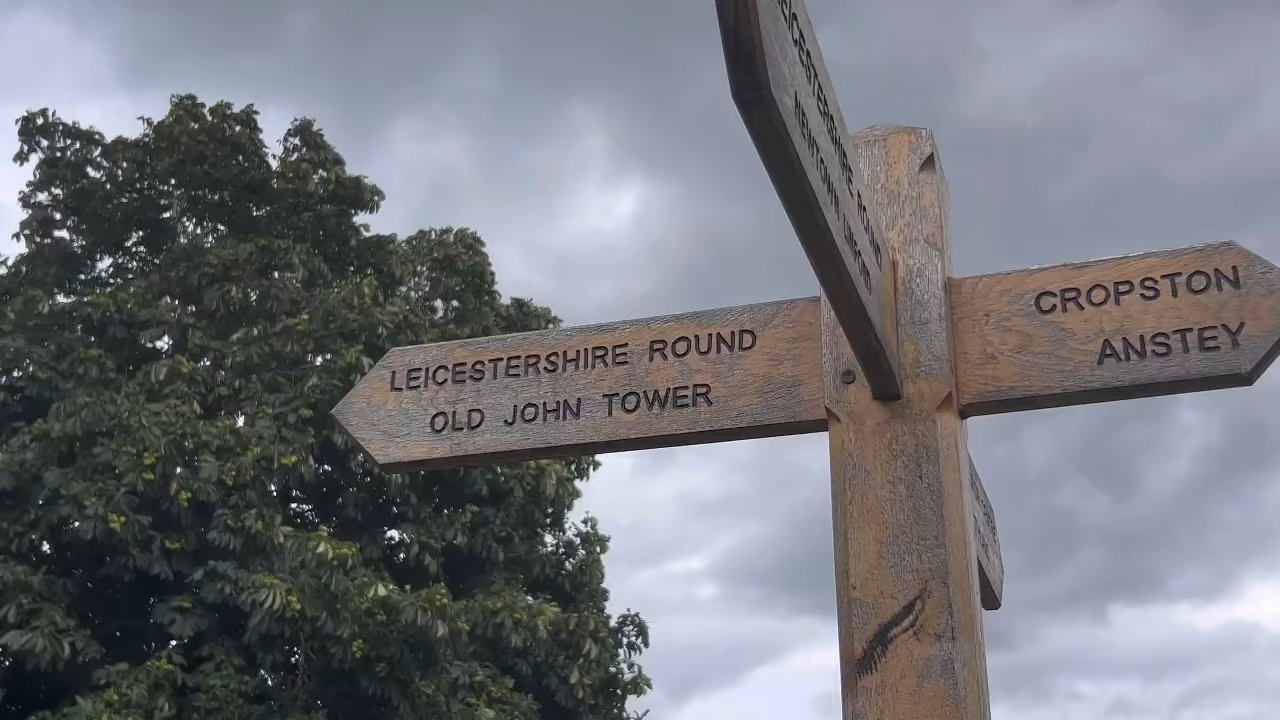 LEICESTERSHIRE ROUND
NEWTOWN LINFORD
LEICESTERSHIRE ROUND
OLD JOHN TOWER
CROPSTON
ANSTEY